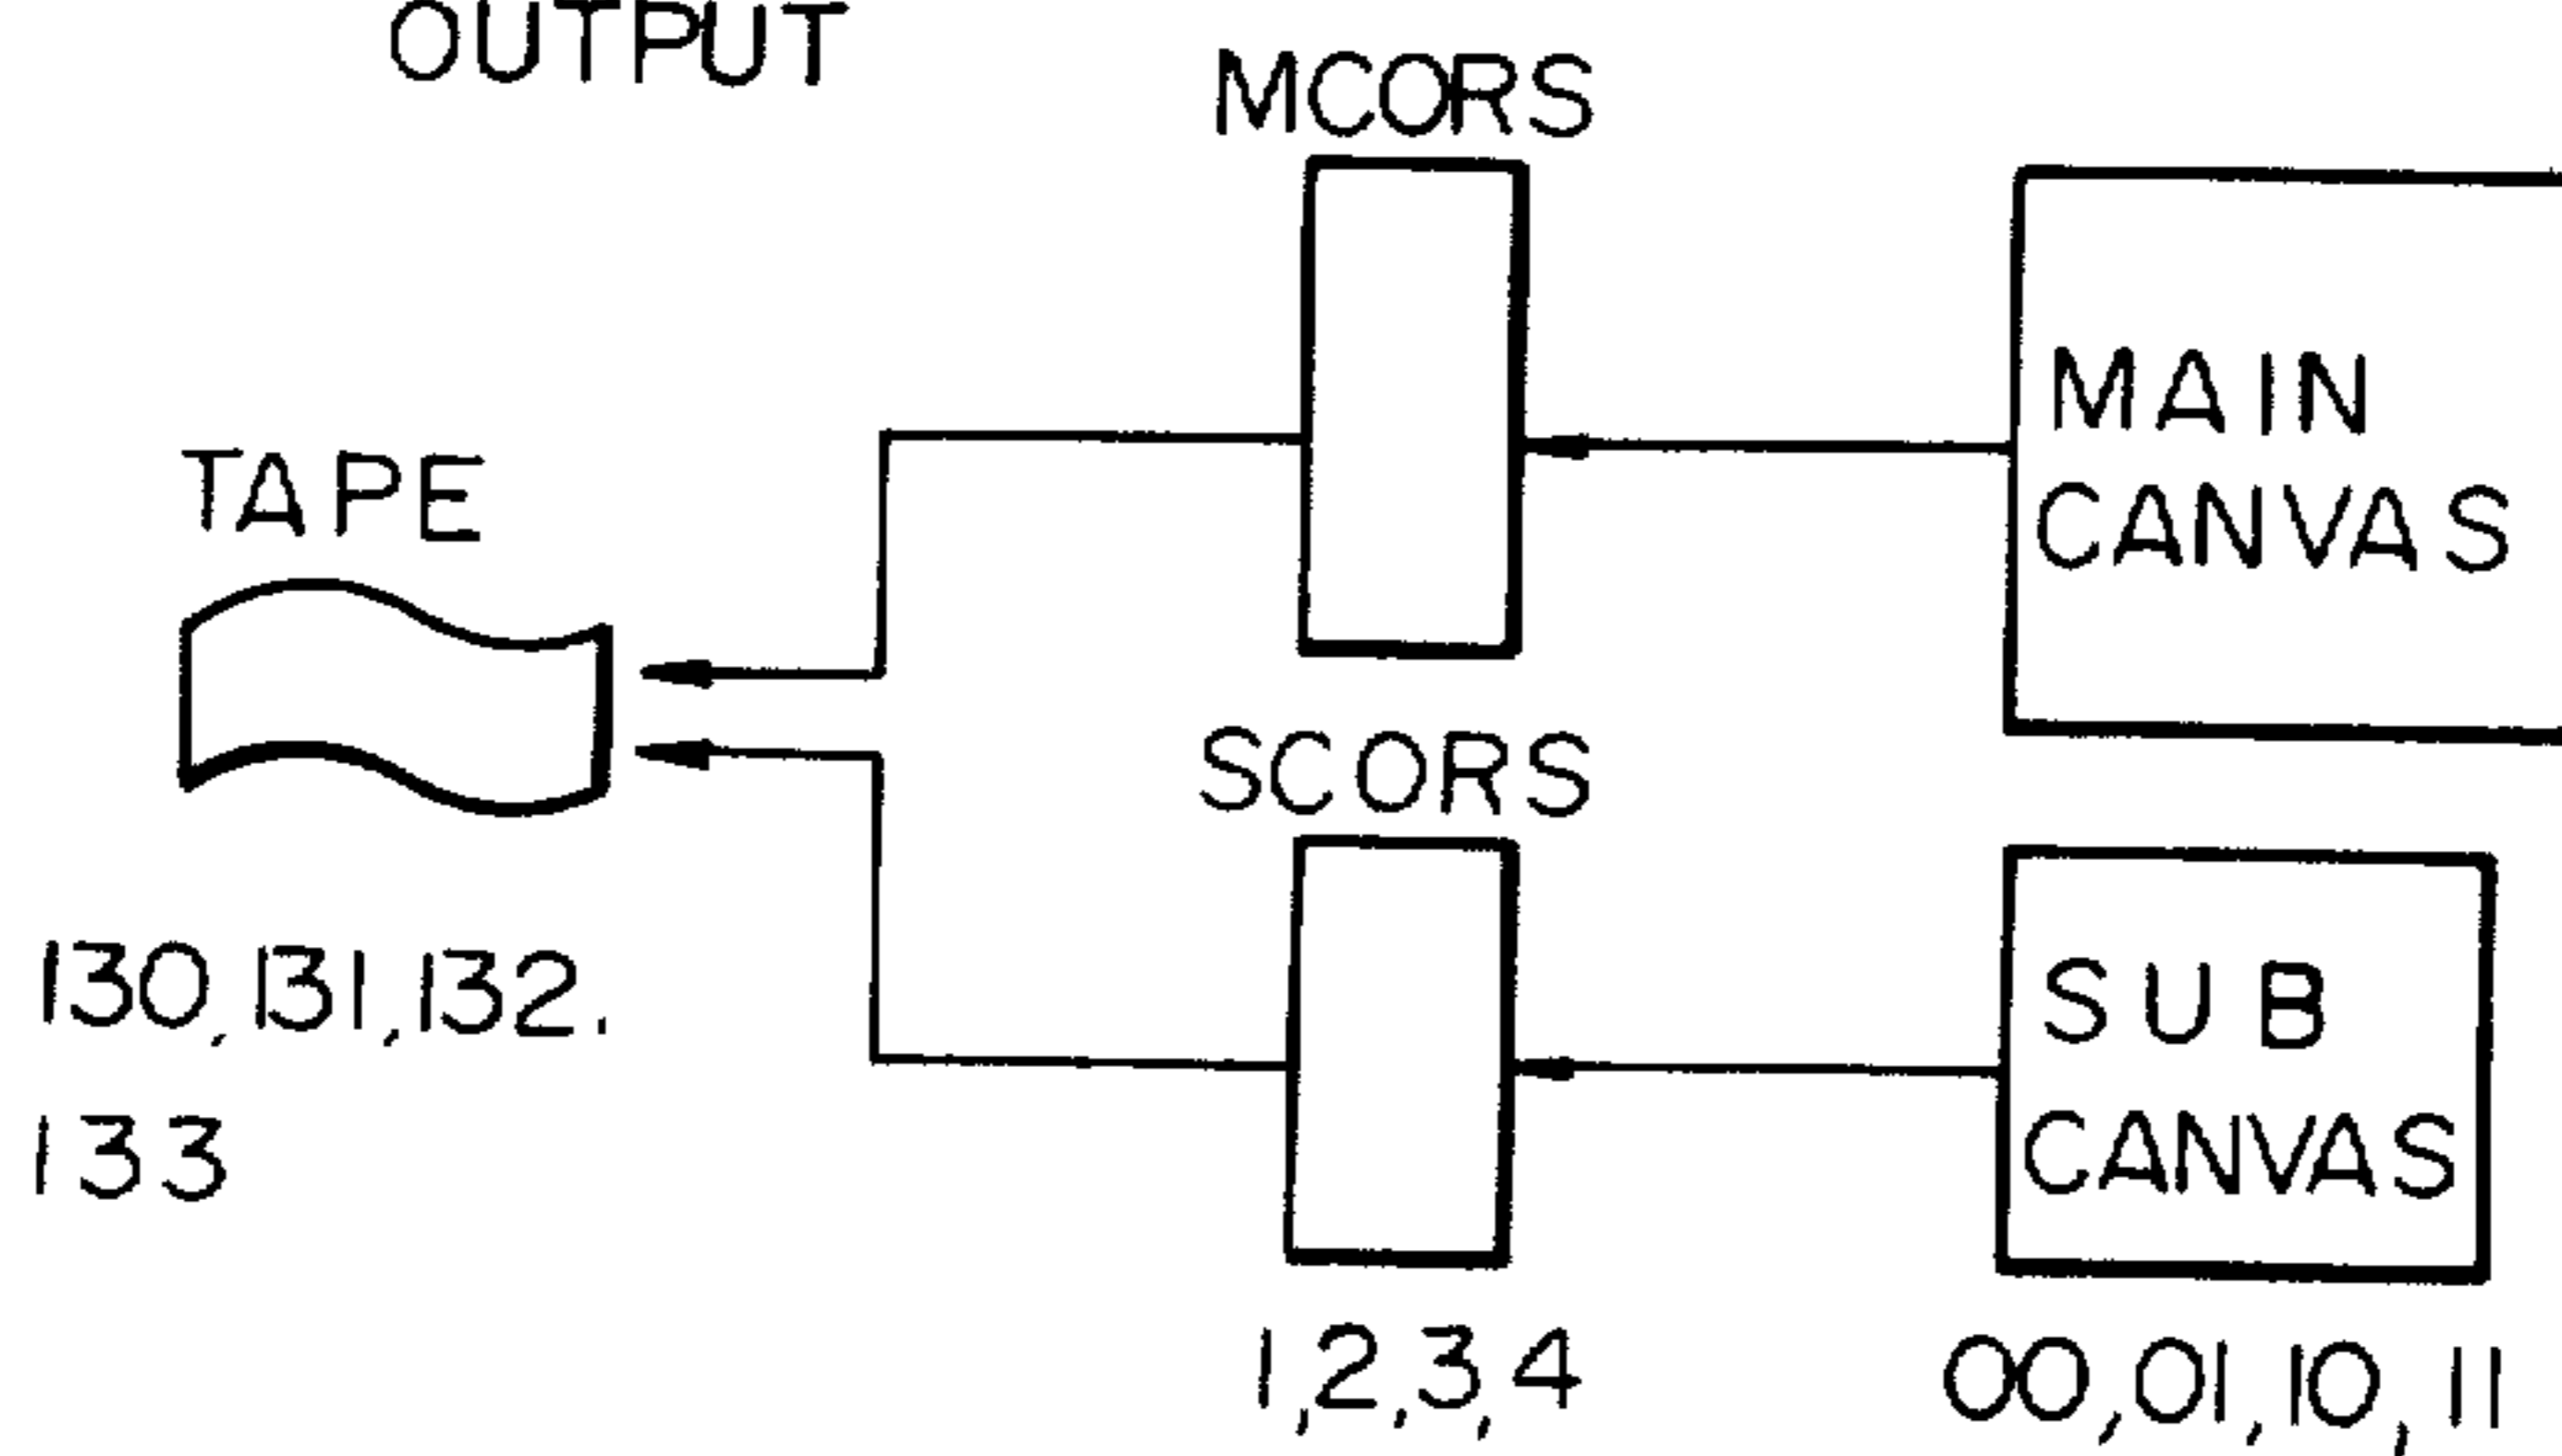 OUTPUT
MCORS
MAIN
CANVAS
TAPE
SCORS
SUB
CANVAS
130, 131, 132.
133
1, 2, 3, 4
00, 01, 10, 11